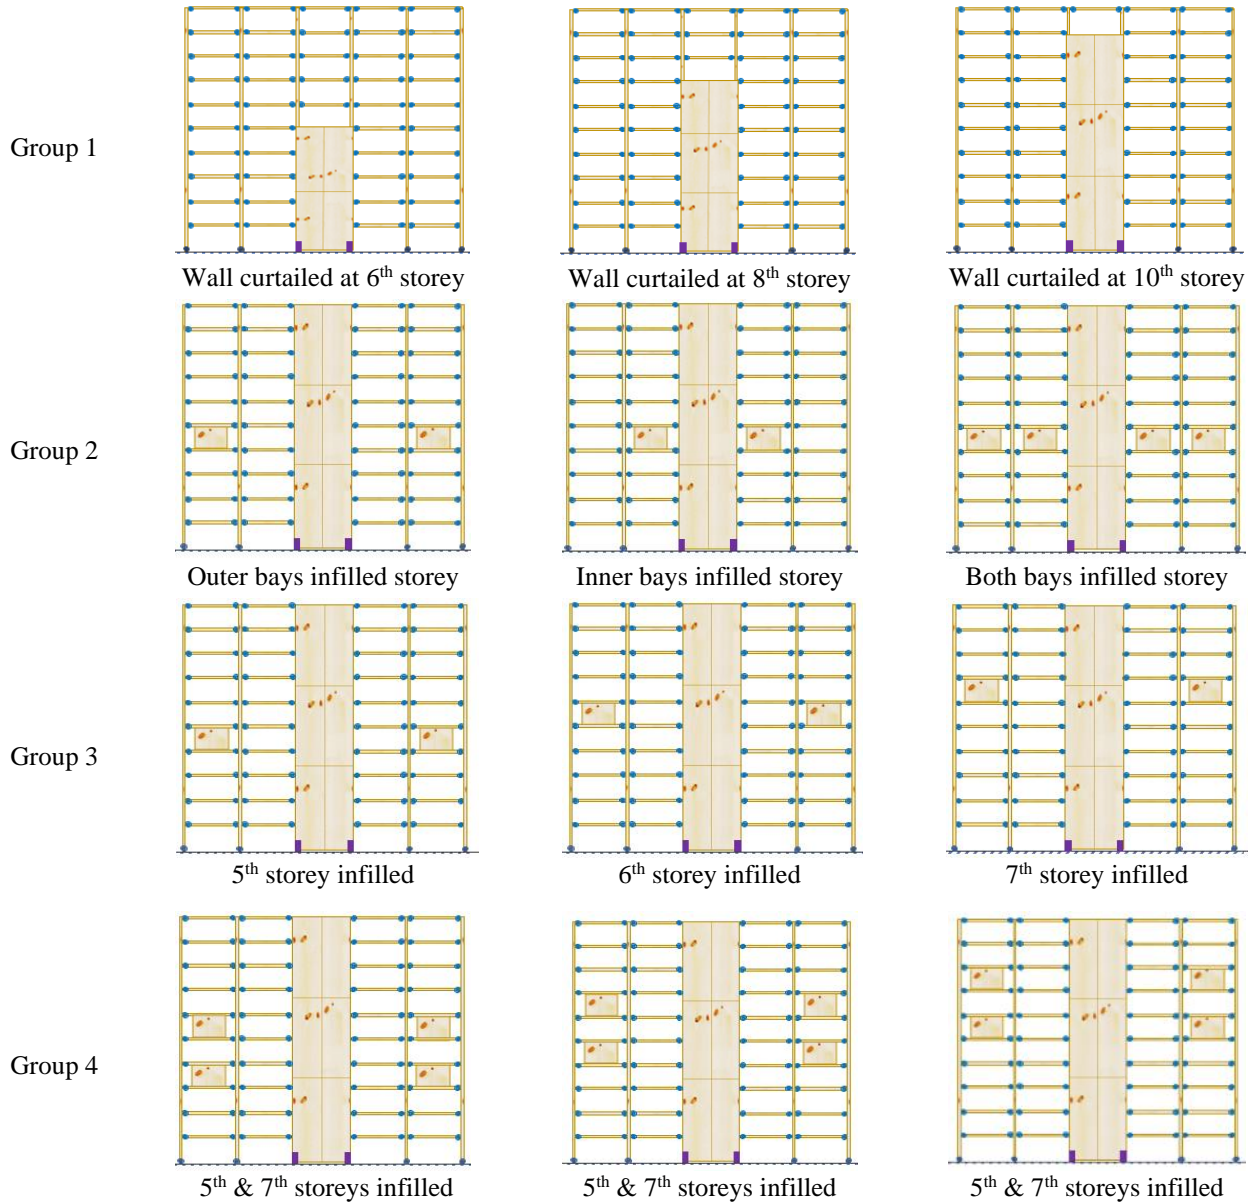 Group 1
Wall curtailed at 6th storey
Wall curtailed at 8th storey
Wall curtailed at 10th storey
Group 2
Outer bays infilled storey
Inner bays infilled storey
Both bays infilled storey
Group 3
5th storey infilled
6th storey infilled
7th storey infilled
Group 4
5th & 7th storeys infilled
5th & 7th storeys infilled
5th & 7th storeys infilled